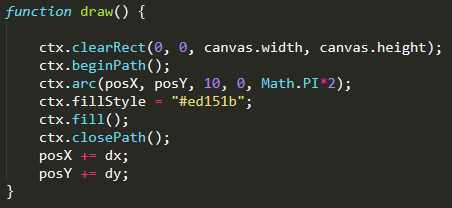 function draw() {
ctx.clearRect(0, 0, canvas.width, canvas.height);
ctx.beginPath();
ctx.arc(posX, posY, 10, 0, Math.PI*2);
ctx.fillStyle = "#ed151b";
ctx.fill();
ctx.closePath();
posX += dx;
posY += dy;
}